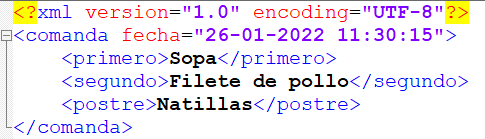 <?xml version="1.0" encoding="UTF-8"?>
<comanda fecha="26-01-2022 11:30:15">
<primero>Sopa</primero>
<segundo>Filete de pollo</segundo>
<postre>Natillas</postre>
</comanda>